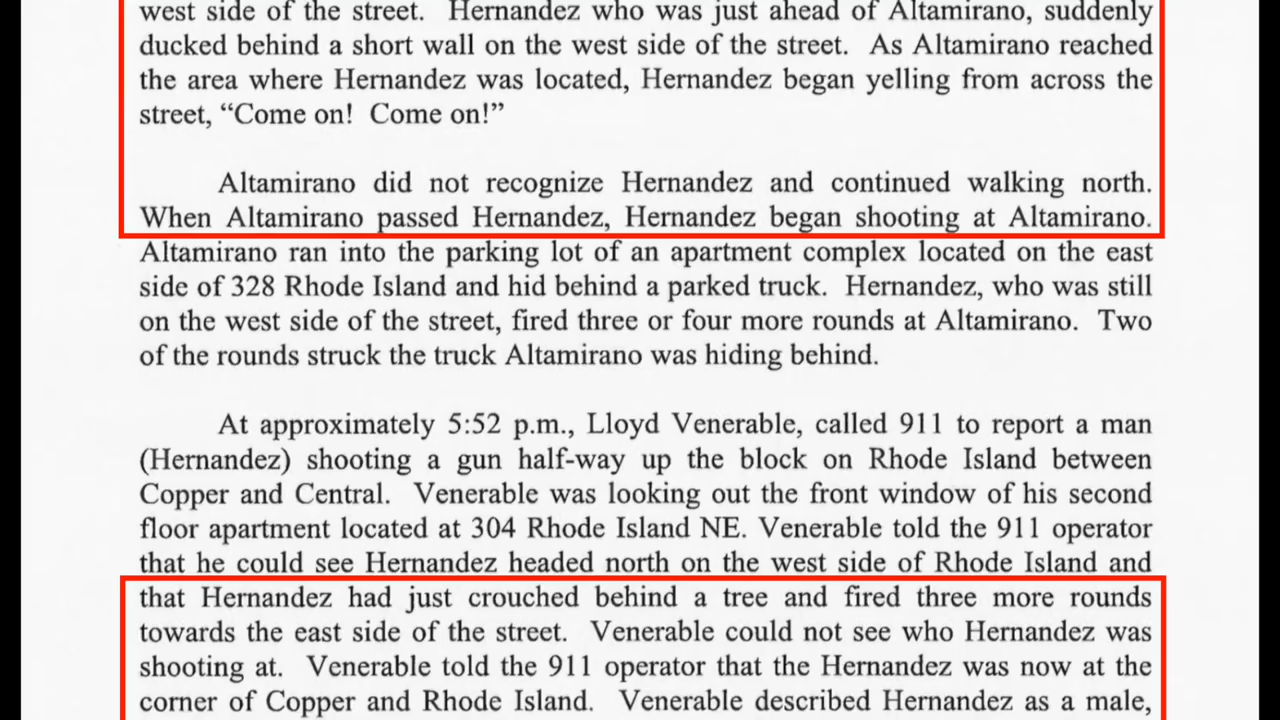 west side of the street.  Hernandez who was just ahead of Altamirano, suddenly
ducked behind a short wall on the west side of the street.  As Altamirano reached
the area where Hernandez was located, Hernandez began yelling from across the
street, “Come on!  Come on!”
Altamirano did not recognize Hernandez and continued walking north.
When Altamirano passed Hernandez, Hernandez began shooting at Altamirano.
Altamirano ran into the parking lot of an apartment complex located on the east
side of 328 Rhode Island and hid behind a parked truck.  Hernandez, who was still
on the west side of the street, fired three or four more rounds at Altamirano.  Two
of the rounds struck the truck Altamirano was hiding behind.
At approximately 5:52 p.m., Lloyd Venerable, called 911 to report a man
(Hernandez) shooting a gun half-way up the block on Rhode Island between
Copper and Central.  Venerable was looking out the front window of his second
floor apartment located at 304 Rhode Island NE. Venerable told the 911 operator
that he could see Hernandez headed north on the west side of Rhode Island and
that Hernandez had just crouched behind a tree and fired three more rounds
towards the east side of the street.  Venerable could not see who Hernandez was
shooting at.  Venerable told the 911 operator that the Hernandez was now at the
corner of Copper and Rhode Island.  Venerable described Hernandez as a male,